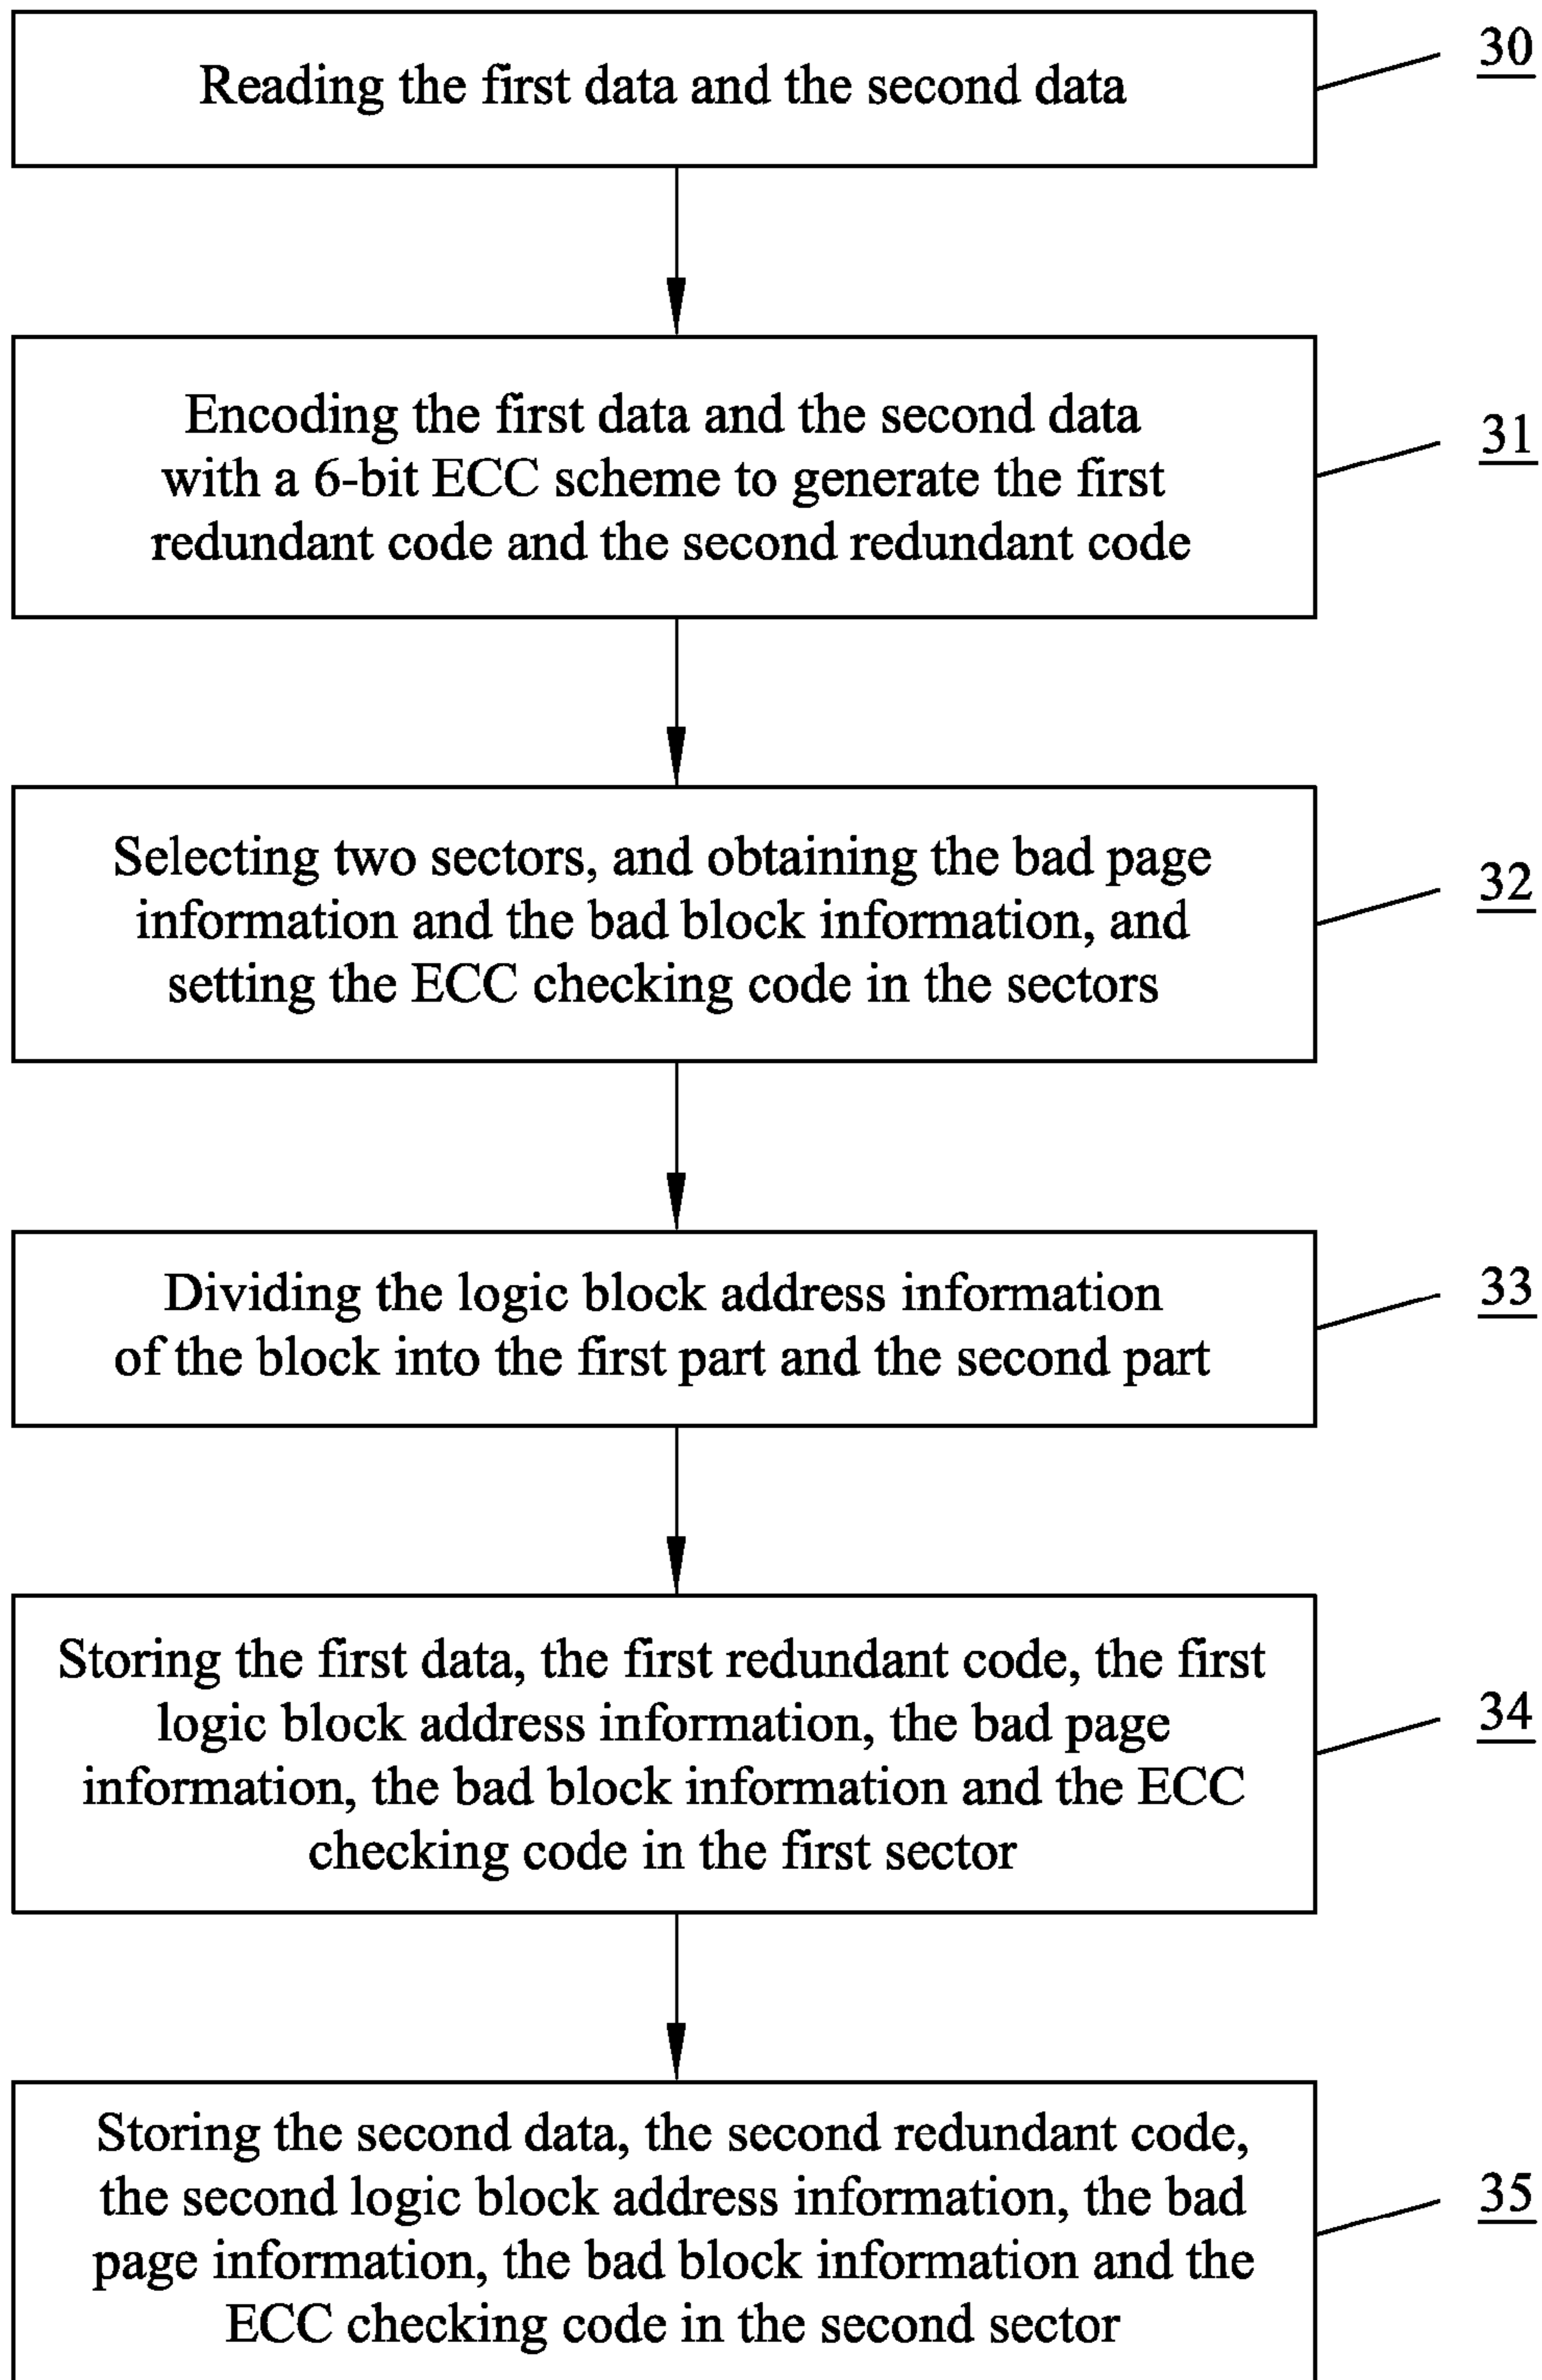 Reading the first data and the second data
30
Encoding the first data and the second data
with a 6-bit ECC scheme to generate the first
redundant code and the second redundant code
31
Selecting two sectors, and obtaining the bad page
information and the bad block information, and
setting the ECC checking code in the sectors
32
Dividing the logic block address information
of the block into the first part and the second part
33
Storing the first data, the first redundant code, the first
logic block address information, the bad page
information, the bad block information and the ECC
checking code in the first sector
34
Storing the second data, the second redundant code,
the second logic block address information, the bad
page information, the bad block information and the
ECC checking code in the second sector
35